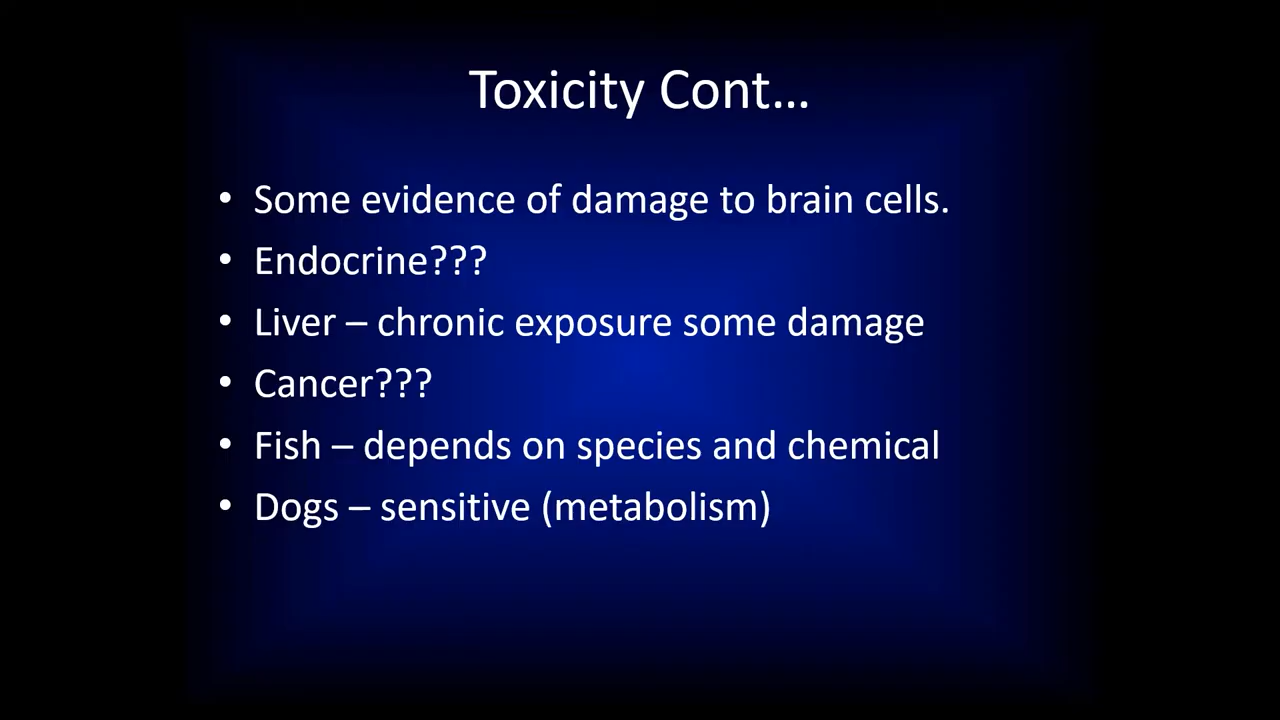 Toxicity Cont...
• Some evidence of damage to brain cells.
• Endocrine???
• Liver – chronic exposure some damage
• Cancer???
• Fish – depends on species and chemical
• Dogs – sensitive (metabolism)